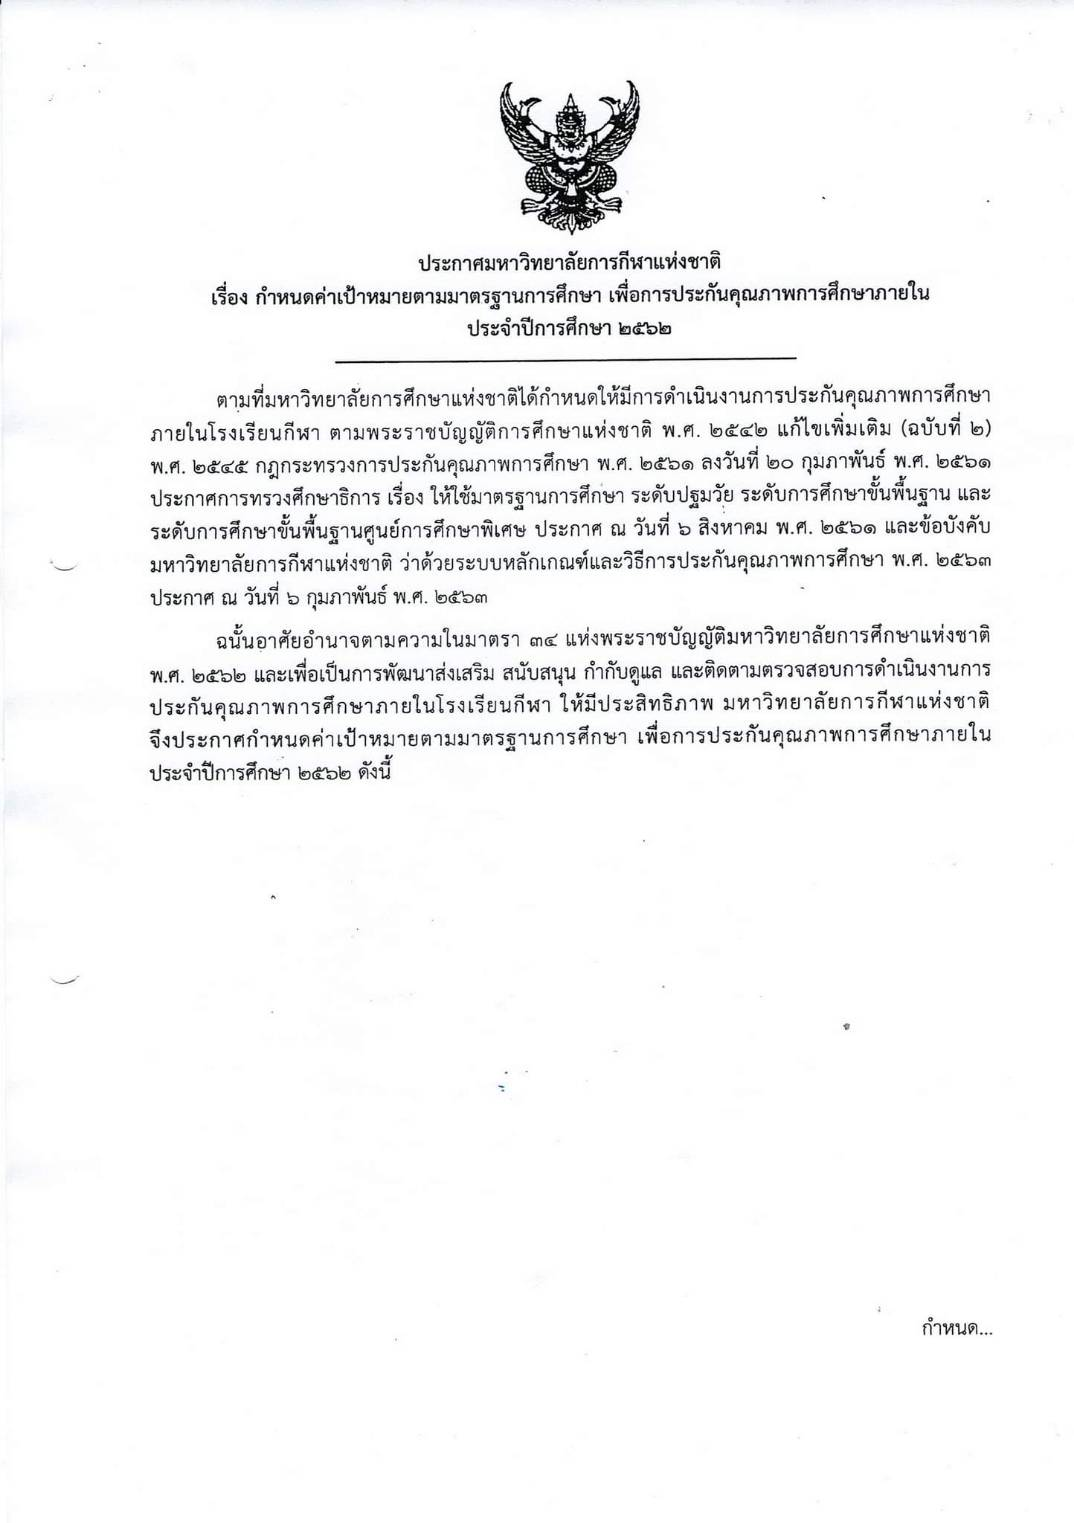 ประกาศมหาวิทยาลัยการกีฬาแห่งชาติ
เรื่อง กำหนดค่าเป้าหมายตามมาตรฐานการศึกษา เพื่อการประกันคุณภาพการศึกษาภายใน
ประจำปีการศึกษา ๒๕๖๒
ตามที่มหาวิทยาลัยการศึกษาแห่งชาติได้กำหนดให้มีการดำเนินงานการประกันคุณภาพการศึกษา
ภายในโรงเรียนกีฬา ตามพระราชบัญญัติการศึกษาแห่งชาติ พ.ศ. ๒๕๔๒ แก้ไขเพิ่มเติม (ฉบับที่ ๒)
พ.ศ. ๒๕๔๕ กฎกระทรวงการประกันคุณภาพการศึกษา พ.ศ. ๒๕๖๑ ลงวันที่ ๒๐ กุมภาพันธ์ พ.ศ. ๒๕๖๑
ประกาศการทรวงศึกษาธิการ เรื่อง ให้ใช้มาตรฐานการศึกษา ระดับปฐมวัย ระดับการศึกษาขั้นพื้นฐาน และ
ระดับการศึกษาขั้นพื้นฐานศูนย์การศึกษาพิเศษ ประกาศ ณ วันที่ ๖ สิงหาคม พ.ศ. ๒๕๖๑ และข้อบังคับ
มหาวิทยาลัยการกีฬาแห่งชาติ ว่าด้วยระบบหลักเกณฑ์และวิธีการประกันคุณภาพการศึกษา พ.ศ. ๒๕๖๓
ประกาศ ณ วันที่ ๖ กุมภาพันธ์ พ.ศ. ๒๕๖๓
ฉนั้นอาศัยอำนาจตามความในมาตรา ๓๔ แห่งพระราชบัญญัติมหาวิทยาลัยการศึกษาแห่งชาติ
พ.ศ. ๒๕๖๒ และเพื่อเป็นการพัฒนาส่งเสริม สนับสนุน กำกับดูแล และติดตามตรวจสอบการดำเนินงานการ
ประกันคุณภาพการศึกษาภายในโรงเรียนกีฬา ให้มีประสิทธิภาพ มหาวิทยาลัยการกีฬาแห่งชาติ
จึงประกาศกำหนดค่าเป้าหมายตามมาตรฐานการศึกษา เพื่อการประกันคุณภาพการศึกษาภายใน
ประจำปีการศึกษา ๒๕๖๒ ดังนี้
กำหนด...